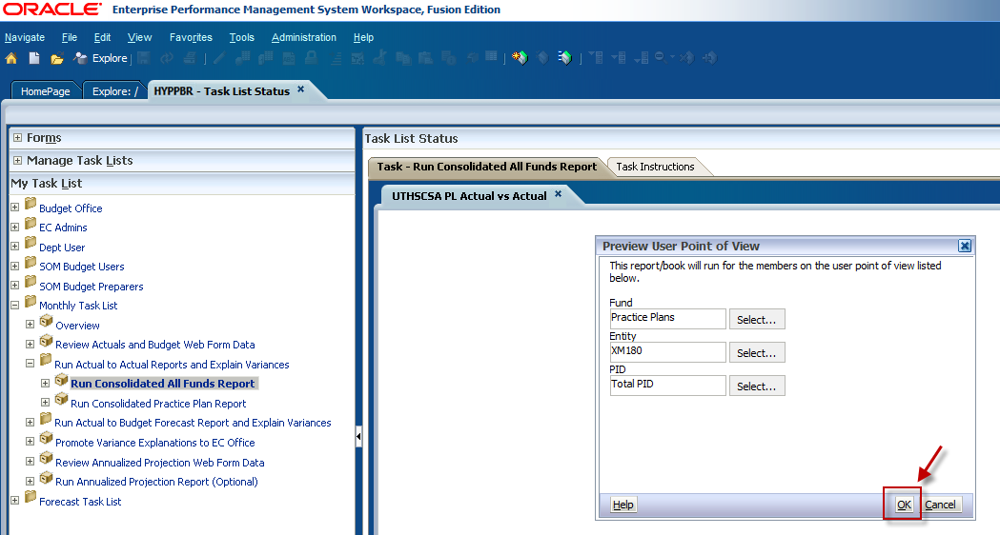 ORACLE® Enterprise Performance Management System Workspace, Fusion Edition
Navigate File Edit View Favorites Tools Administration Help
Explore
HomePage Explore: / HYPPBR - Task List Status
Forms
Manage Task Lists
My Task List
Budget Office
EC Admins
Dept User
SOM Budget Users
SOM Budget Preparers
Monthly Task List
Overview
Review Actuals and Budget Web Form Data
Run Actual to Actual Reports and Explain Variances
Run Consolidated All Funds Report
Run Consolidated Practice Plan Report
Run Actual to Budget Forecast Report and Explain Variances
Promote Variance Explanations to EC Office
Review Annualized Projection Web Form Data
Run Annualized Projection Report (Optional)
Forecast Task List
Task List Status
Task - Run Consolidated All Funds Report Task Instructions
UTHSCSA PL Actual vs Actual
Preview User Point of View
This report/book will run for the members on the user point of view listed
below.
Fund
Practice Plans Select...
Entity
XM180 Select...
PID
Total PID Select...
Help OK Cancel